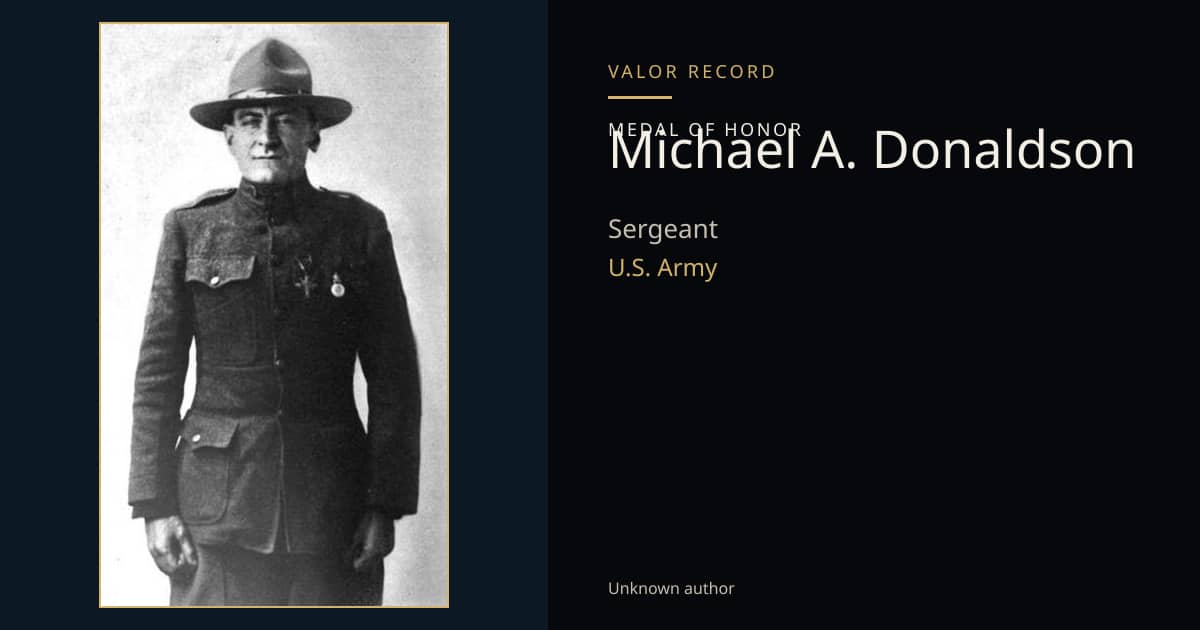 VALOR RECORD
MEDAL OF HONOR
Michael A. Donaldson
Sergeant
U.S. Army
Unknown author